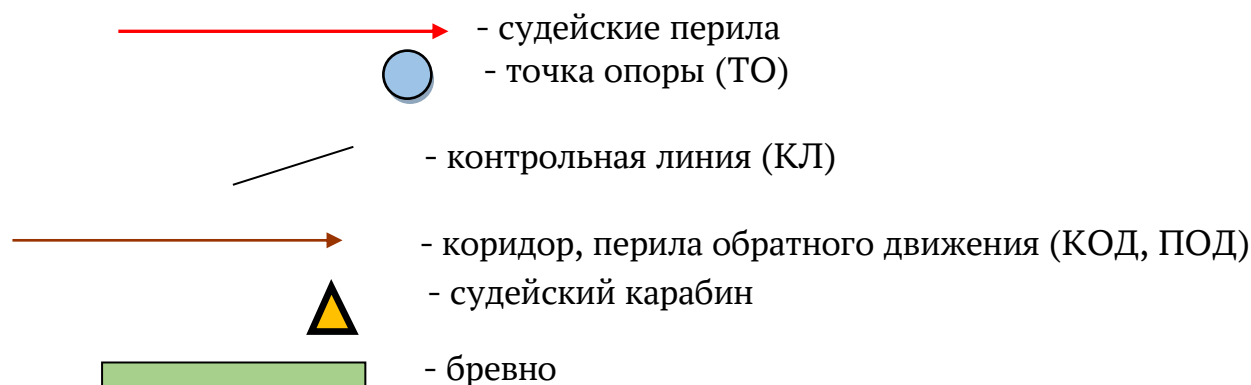 - судейские перила
- точка опоры (ТО)
- контрольная линия (КЛ)
- коридор, перила обратного движения (КОД, ПОД)
- судейский карабин
- бревно